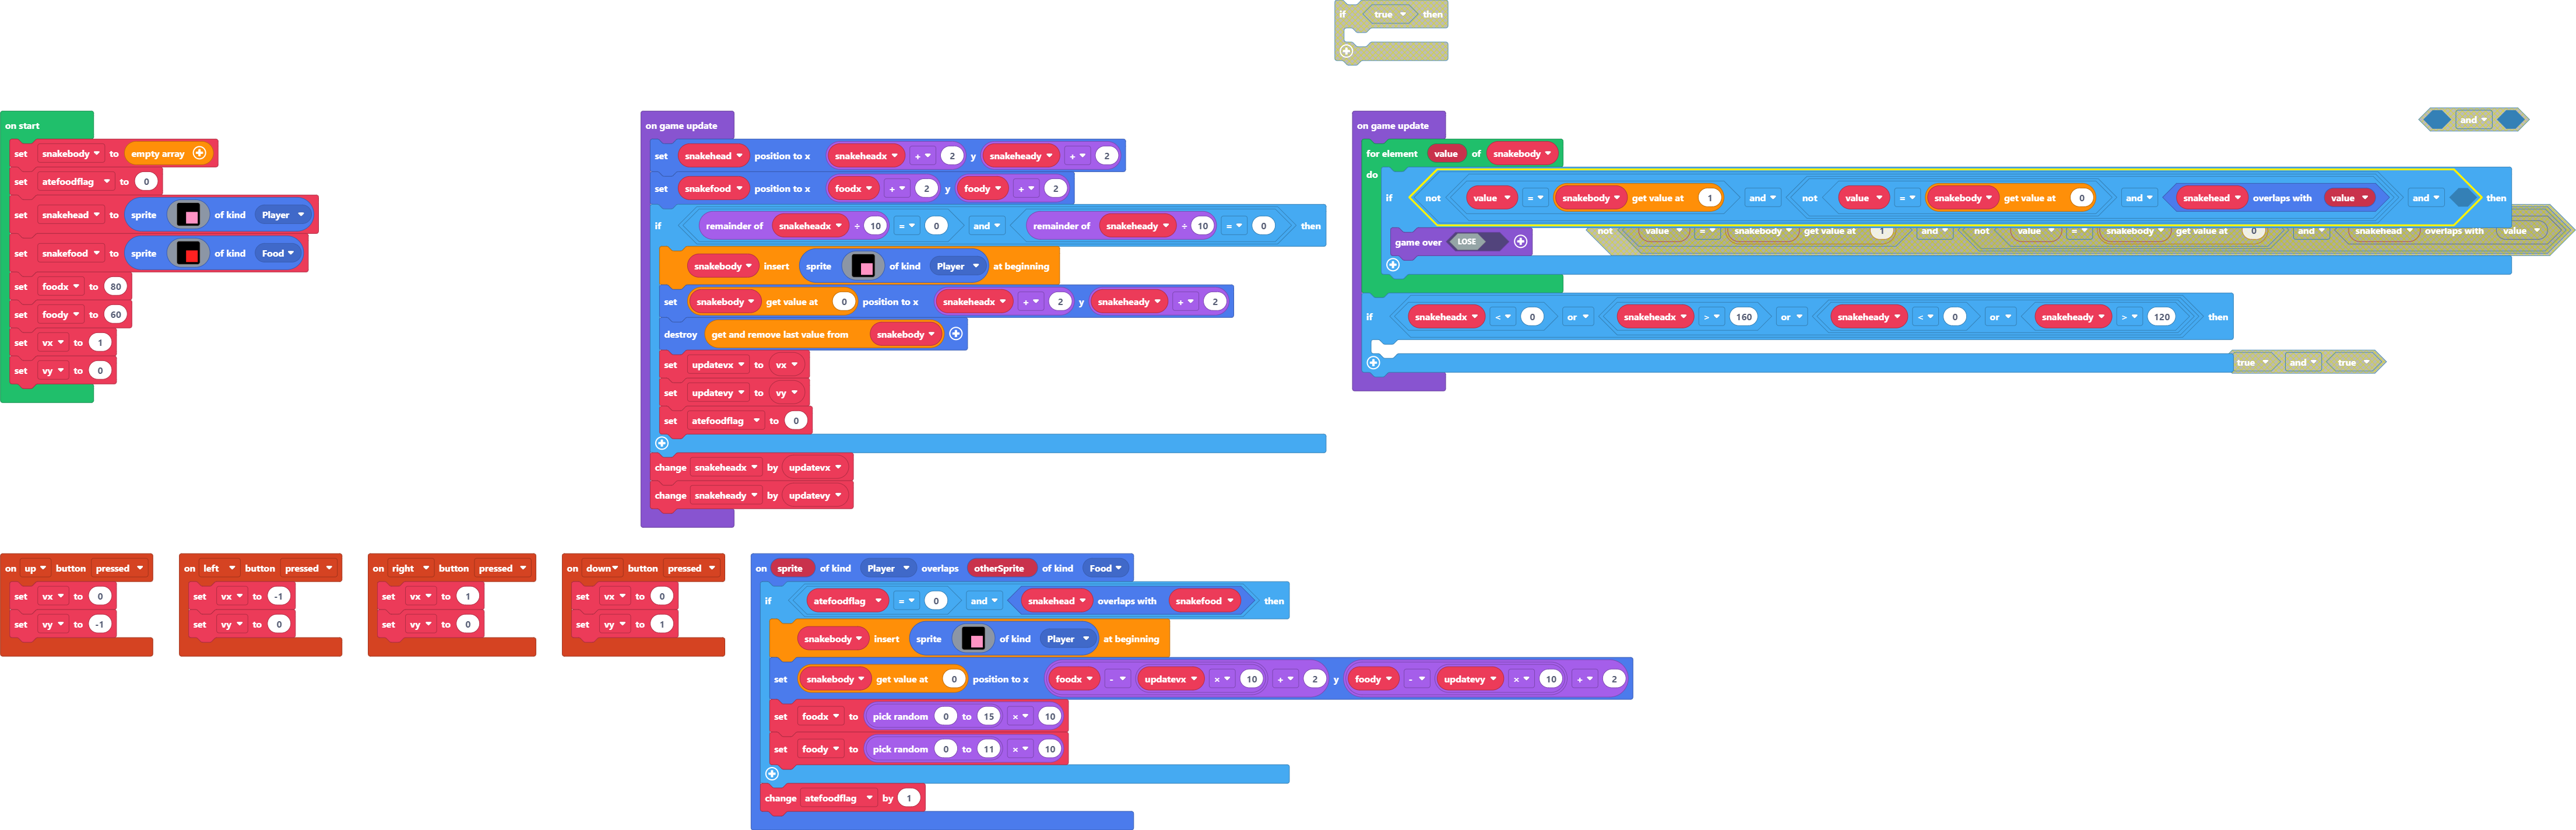 if true then
on start
set snakebody to empty array
set atefoodflag to 0
set snakehead to sprite of kind Player
set snakefood to sprite of kind Food
set foodx to 80
set foody to 60
set vx to 1
set vy to 0
on game update
set snakehead position to x snakeheadx + 2 y snakeheady + 2
set snakefood position to x foodx + 2 y foody + 2
if remainder of snakeheadx ÷ 10 = 0 and remainder of snakeheady ÷ 10 = 0 then
snakebody insert sprite of kind Player at beginning
set snakebody get value at 0 position to x snakeheadx + 2 y snakeheady + 2
destroy get and remove last value from snakebody
set updatevx to vx
set updatevy to vy
set atefoodflag to 0
change snakeheadx by updatevx
change snakeheady by updatevy
on game update
for element value of snakebody
do
if not value = snakebody get value at 1 and not value = snakebody get value at 0 and snakehead overlaps with value and then
game over LOSE
if snakeheadx < 0 or snakeheadx > 160 or snakeheady < 0 or snakeheady > 120 then
and
not value = snakebody get value at 1 and not value = snakebody get value at 0 and snakehead overlaps with value
true and true
on up button pressed
set vx to 0
set vy to -1
on left button pressed
set vx to -1
set vy to 0
on right button pressed
set vx to 1
set vy to 0
on down button pressed
set vx to 0
set vy to 1
on sprite of kind Player overlaps otherSprite of kind Food
if atefoodflag = 0 and snakehead overlaps with snakefood then
snakebody insert sprite of kind Player at beginning
set snakebody get value at 0 position to x foodx - updatevx × 10 + 2 y foody - updatevy × 10 + 2
set foodx to pick random 0 to 15 × 10
set foody to pick random 0 to 11 × 10
change atefoodflag by 1